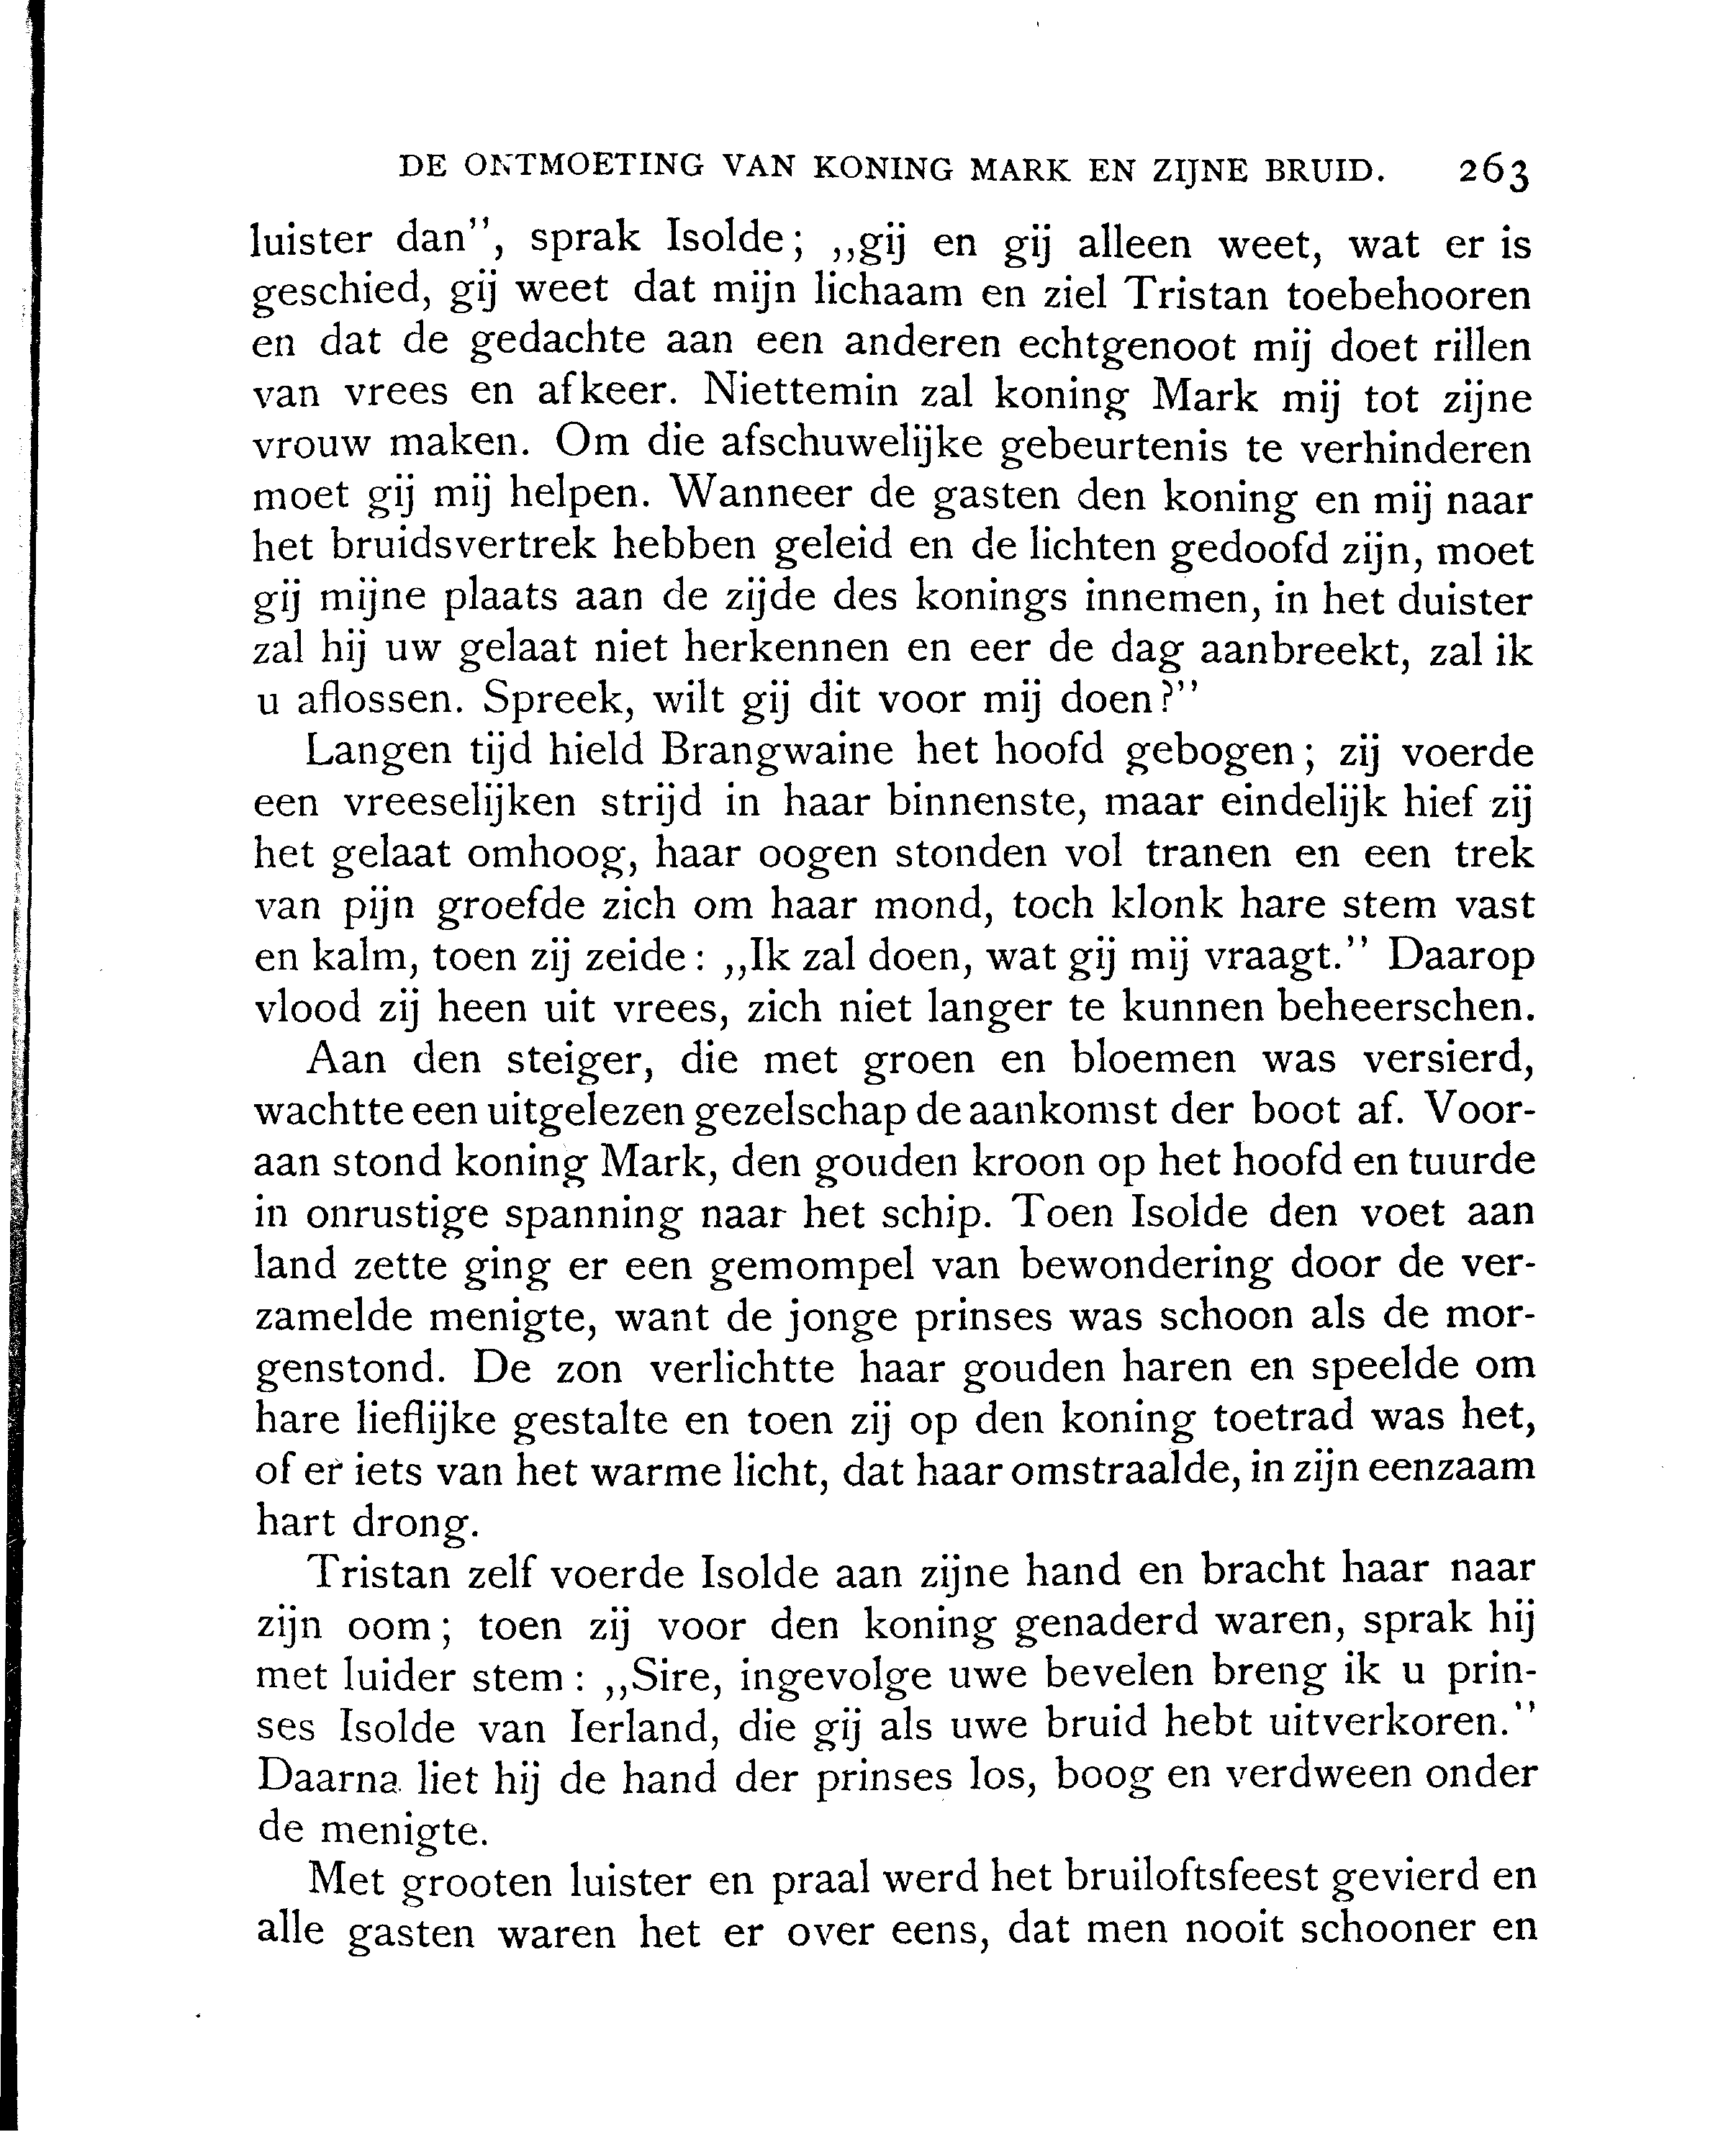 DE ONTMOETING VAN KONING MARK EN ZIJNE BRUID. 263
luister dan”, sprak Isolde; „gij en gij alleen weet, wat er is
geschied, gij weet dat mijn lichaam en ziel Tristan toebehooren
en dat de gedachte aan een anderen echtgenoot mij doet rillen
van vrees en afkeer. Niettemin zal koning Mark mij tot zijne
vrouw maken. Om die afschuwelijke gebeurtenis te verhinderen
moet gij mij helpen. Wanneer de gasten den koning en mij naar
het bruidsvertrek hebben geleid en de lichten gedoofd zijn, moet
gij mijne plaats aan de zijde des konings innemen, in het duister
zal hij uw gelaat niet herkennen en eer de dag aanbreekt, zal ik
u aflossen. Spreek, wilt gij dit voor mij doen?”
Langen tijd hield Brangwaine het hoofd gebogen; zij voerde
een vreeselijken strijd in haar binnenste, maar eindelijk hief zij
het gelaat omhoog, haar oogen stonden vol tranen en een trek
van pijn groefde zich om haar mond, toch klonk hare stem vast
en kalm, toen zij zeide: „Ik zal doen, wat gij mij vraagt.” Daarop
vlood zij heen uit vrees, zich niet langer te kunnen beheerschen.
Aan den steiger, die met groen en bloemen was versierd,
wachtte een uitgelezen gezelschap de aankomst der boot af. Voor-
aan stond koning Mark, den gouden kroon op het hoofd en tuurde
in onrustige spanning naar het schip. Toen Isolde den voet aan
land zette ging er een gemompel van bewondering door de ver-
zamelde menigte, want de jonge prinses was schoon als de mor-
genstond. De zon verlichtte haar gouden haren en speelde om
hare lieflijke gestalte en toen zij op den koning toetrad was het,
of er iets van het warme licht, dat haar omstraalde, in zijn eenzaam
hart drong.
Tristan zelf voerde Isolde aan zijne hand en bracht haar naar
zijn oom; toen zij voor den koning genaderd waren, sprak hij
met luider stem: „Sire, ingevolge uwe bevelen breng ik u prin-
ses Isolde van Ierland, die gij als uwe bruid hebt uitverkoren.”
Daarna liet hij de hand der prinses los, boog en verdween onder
de menigte.
Met grooten luister en praal werd het bruiloftsfeest gevierd en
alle gasten waren het er over eens, dat men nooit schooner en